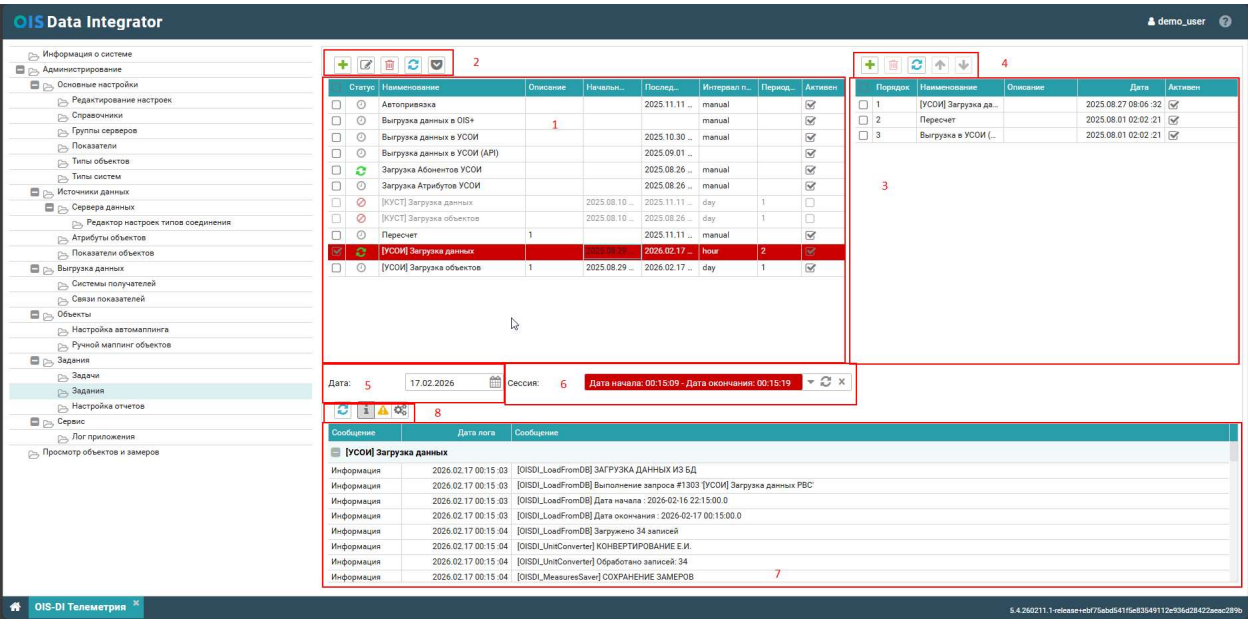 OIS Data Integrator
demo_user
Информация о системе
Администрирование
Основные настройки
Редактирование настроек
Справочники
Группы серверов
Показатели
Типы объектов
Типы систем
Источники данных
Сервера данных
Редактор настроек типов соединения
Атрибуты объектов
Показатели объектов
Выгрузка данных
Системы получателей
Связи показателей
Объекты
Настройка автомаппинга
Ручной маппинг объектов
Задания
Задачи
Задания
Настройка отчетов
Сервис
Лог приложения
Просмотр объектов и замеров
2
Статус Наименование Описание Начальн... Послед... Интервал п... Период... Активен
Автопривязка 2025.11.11 ... manual
Выгрузка данных в OIS+ manual
1
Выгрузка данных в УСОИ 2025.10.30 ... manual
Выгрузка данных в УСОИ (API) 2025.09.01 ...
Загрузка Абонентов УСОИ 2025.08.26 ... manual
Загрузка Атрибутов УСОИ 2025.08.26 ... manual
[КУСТ] Загрузка данных 2025.08.10 ... 2025.11.11 ... day 1
[КУСТ] Загрузка объектов 2025.08.10 ... 2025.08.26 ... day 1
Пересчет 1 2025.11.11 ... manual
[УСОИ] Загрузка данных 2026.02.17 ... hour 2
[УСОИ] Загрузка объектов 1 2025.08.29 ... 2026.02.17 ... day 1
4
Порядок Наименование Описание Дата Активен
1 [УСОИ] Загрузка да... 2025.08.27 08:06:32
2 Пересчет 2025.08.01 02:02:21
3 Выгрузка в УСОИ (... 2025.08.01 02:02:21
3
Дата: 5 17.02.2026 Сессия: 6 Дата начала: 00:15:09 - Дата окончания: 00:15:19
8
Сообщение Дата лога Сообщение
[УСОИ] Загрузка данных
Информация 2026.02.17 00:15:03 [OISDI_LoadFromDB] ЗАГРУЗКА ДАННЫХ ИЗ БД
Информация 2026.02.17 00:15:03 [OISDI_LoadFromDB] Выполнение запроса #1303 '[УСОИ] Загрузка данных РВС'
Информация 2026.02.17 00:15:03 [OISDI_LoadFromDB] Дата начала : 2026-02-16 22:15:00.0
Информация 2026.02.17 00:15:03 [OISDI_LoadFromDB] Дата окончания : 2026-02-17 00:15:00.0
Информация 2026.02.17 00:15:04 [OISDI_LoadFromDB] Загружено 34 записей
Информация 2026.02.17 00:15:04 [OISDI_UnitConverter] КОНВЕРТИРОВАНИЕ Е.И.
Информация 2026.02.17 00:15:04 [OISDI_UnitConverter] Обработано записей: 34
Информация 2026.02.17 00:15:04 [OISDI_MeasuresSaver] СОХРАНЕНИЕ ЗАМЕРОВ
7
OIS-DI Телеметрия